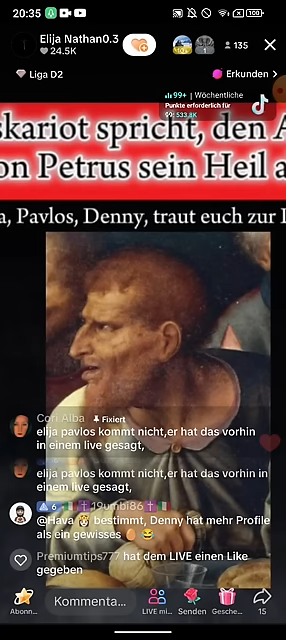 20:35
100
Elija Nathan0.3
24.5K
135
Liga D2
Erkunden
99+ | Wöchentliche
Punkte erforderlich für
99: 533,8K
skariot spricht, den A
on Petrus sein Heil a
a, Pavlos, Denny, traut euch zur
Cori Alba Fixiert
elija pavlos kommt nicht,er hat das vorhin
in einem live gesagt,
elija pavlos kommt nicht,er hat das vorhin in
einem live gesagt,
6 19umbi86
@Hava bestimmt, Denny hat mehr Profile
als ein gewisses 🥚 😂
Premiumtips777 hat dem LIVE einen Like
gegeben
Abonn...
Kommenta...
LIVE mi...
Senden
Gesche...
15